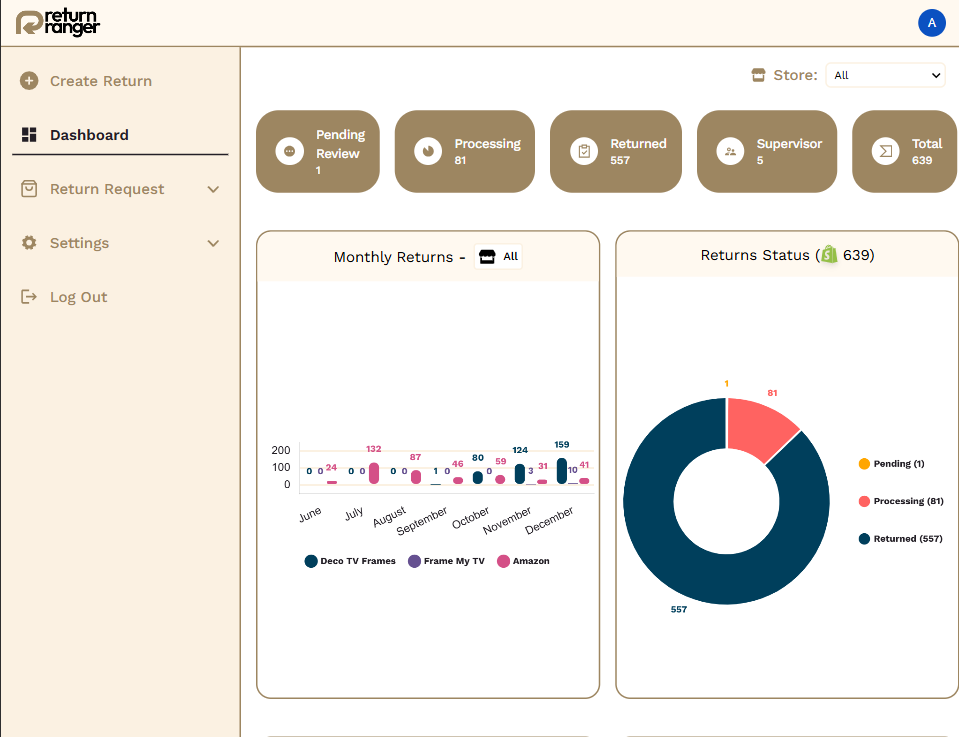 return
ranger
A
Create Return
Dashboard
Return Request
Settings
Log Out
Store: All
Pending
Review
1
Processing
81
Returned
557
Supervisor
5
Total
639
Monthly Returns - All
200
100
0
0 0 24
0 0 132
0 0 87
1 0 46
80 0 59
124 3 31
159 10 41
June July August September October November December
Deco TV Frames Frame My TV Amazon
Returns Status ( 639)
1
81
557
Pending (1)
Processing (81)
Returned (557)